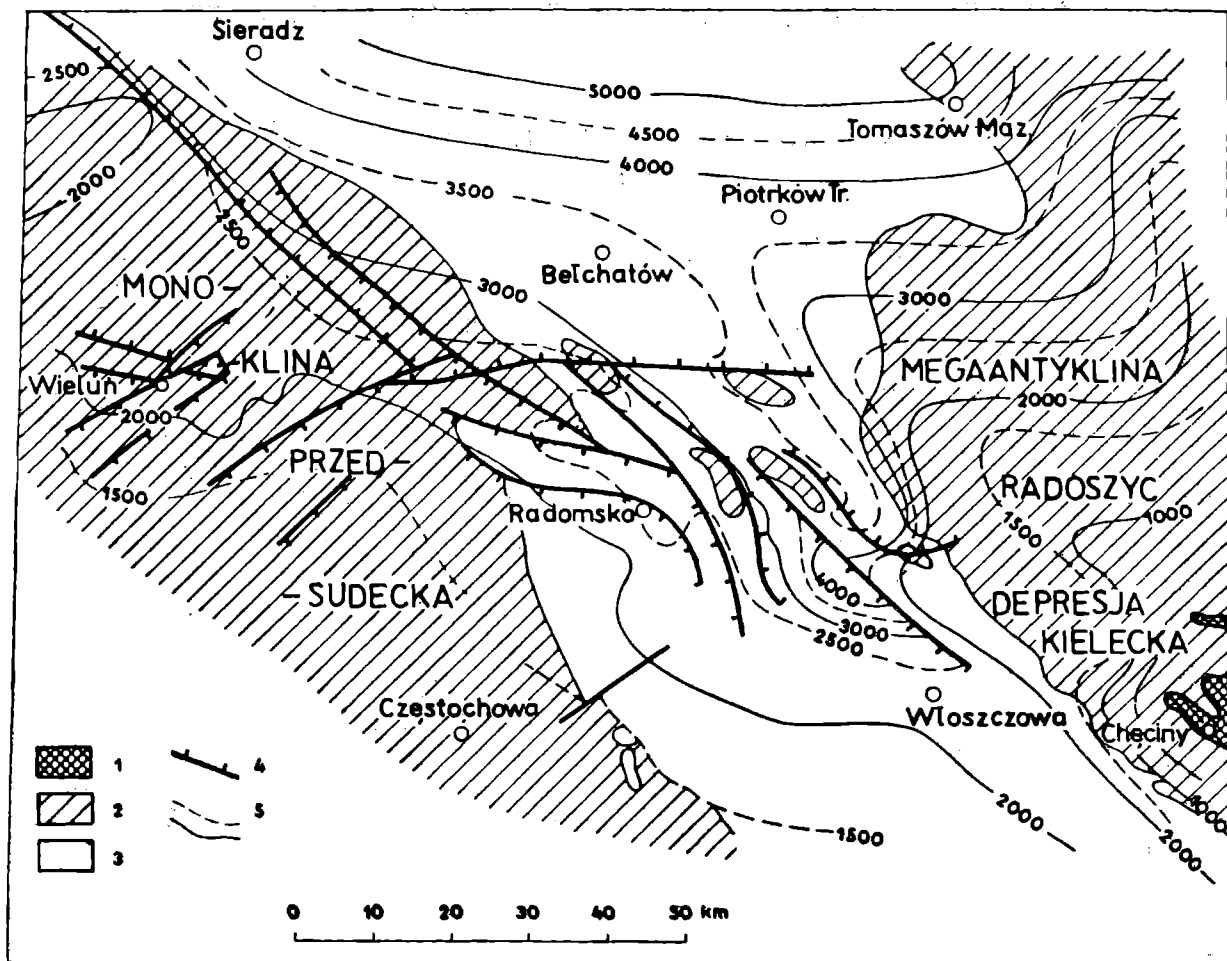 Sieradz
2500
5000
4500
Tomaszów Maz.
4000
2000
3500
Piotrków Tr.
2500
Bełchatów
MONO-
3000
3000
-KLINA
MEGAANTYKLINA
Wieluń
2000
2000
PRZED-
1500
RADOSZYC
Radomsko
1500
1000
4000
-SUDECKA
3000
DEPRESJA
2500
KIELECKA
Częstochowa
Włoszczowa
Chęciny
1
4
2
5
3
2000
1000
1500
2000
0 10 20 30 40 50 km